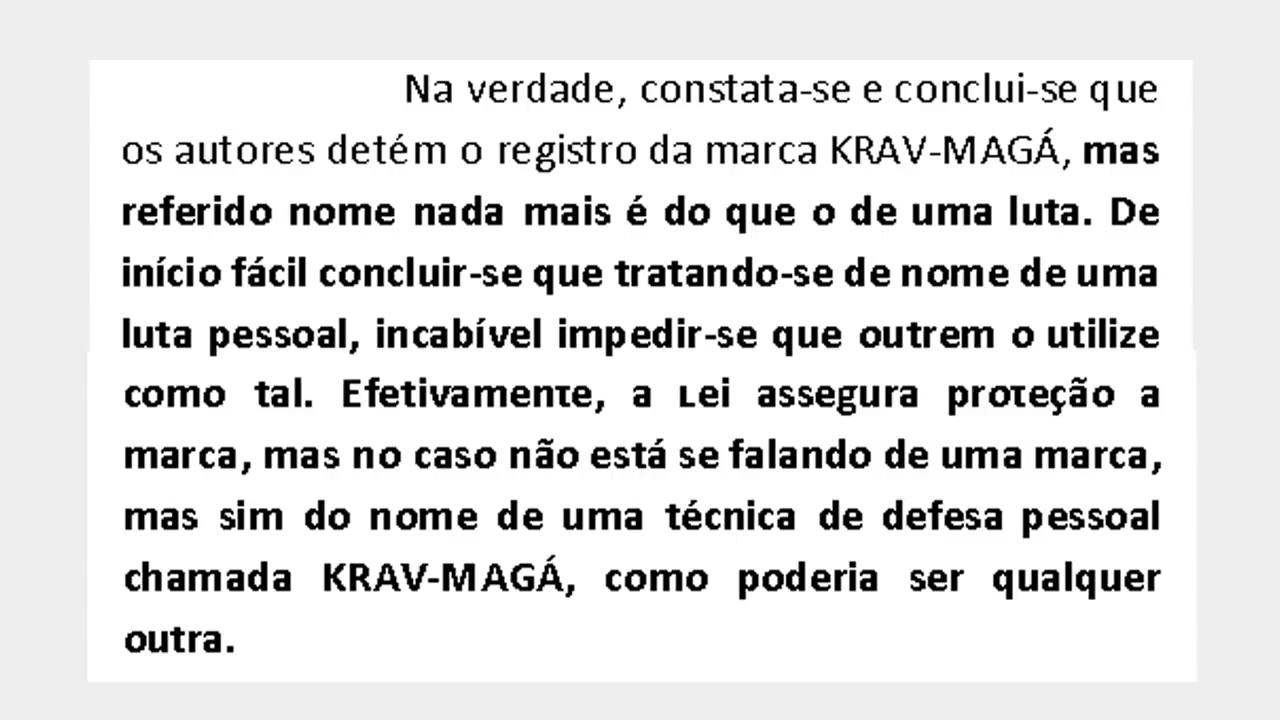 Na verdade, constata-se e conclui-se que
os autores detém o registro da marca KRAV-MAGÁ, mas
referido nome nada mais é do que o de uma luta. De
início fácil concluir-se que tratando-se de nome de uma
luta pessoal, incabível impedir-se que outrem o utilize
como tal. Efetivamente, a Lei assegura proteção a
marca, mas no caso não está se falando de uma marca,
mas sim do nome de uma técnica de defesa pessoal
chamada KRAV-MAGÁ, como poderia ser qualquer
outra.